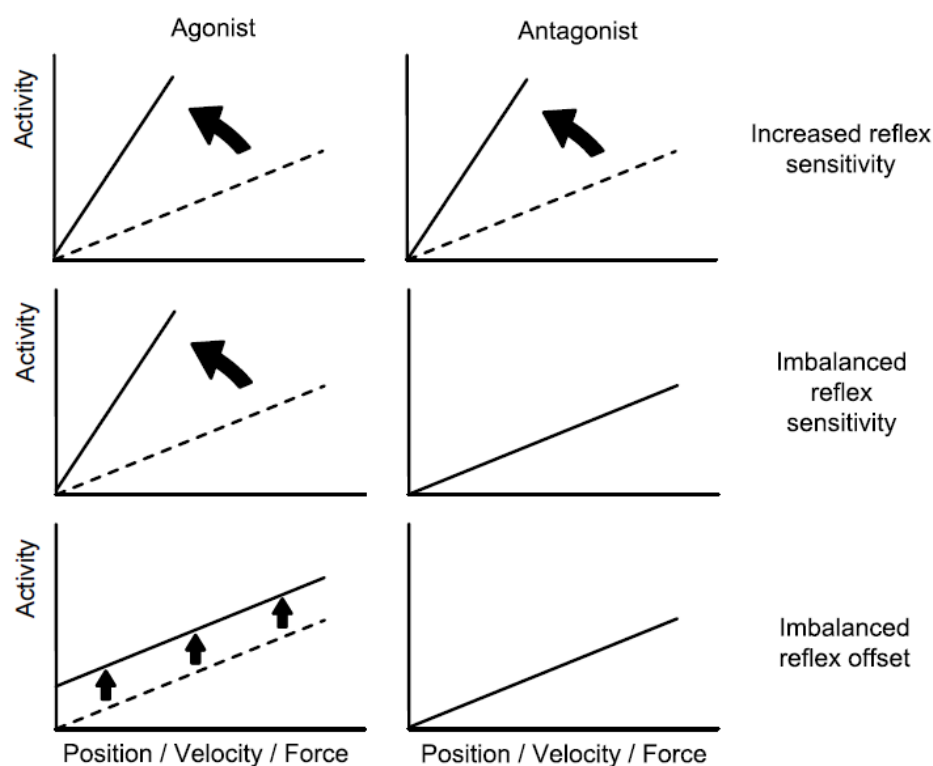 Agonist
Antagonist
Activity
Increased reflex
sensitivity
Activity
Imbalanced
reflex
sensitivity
Activity
Imbalanced
reflex offset
Position / Velocity / Force
Position / Velocity / Force